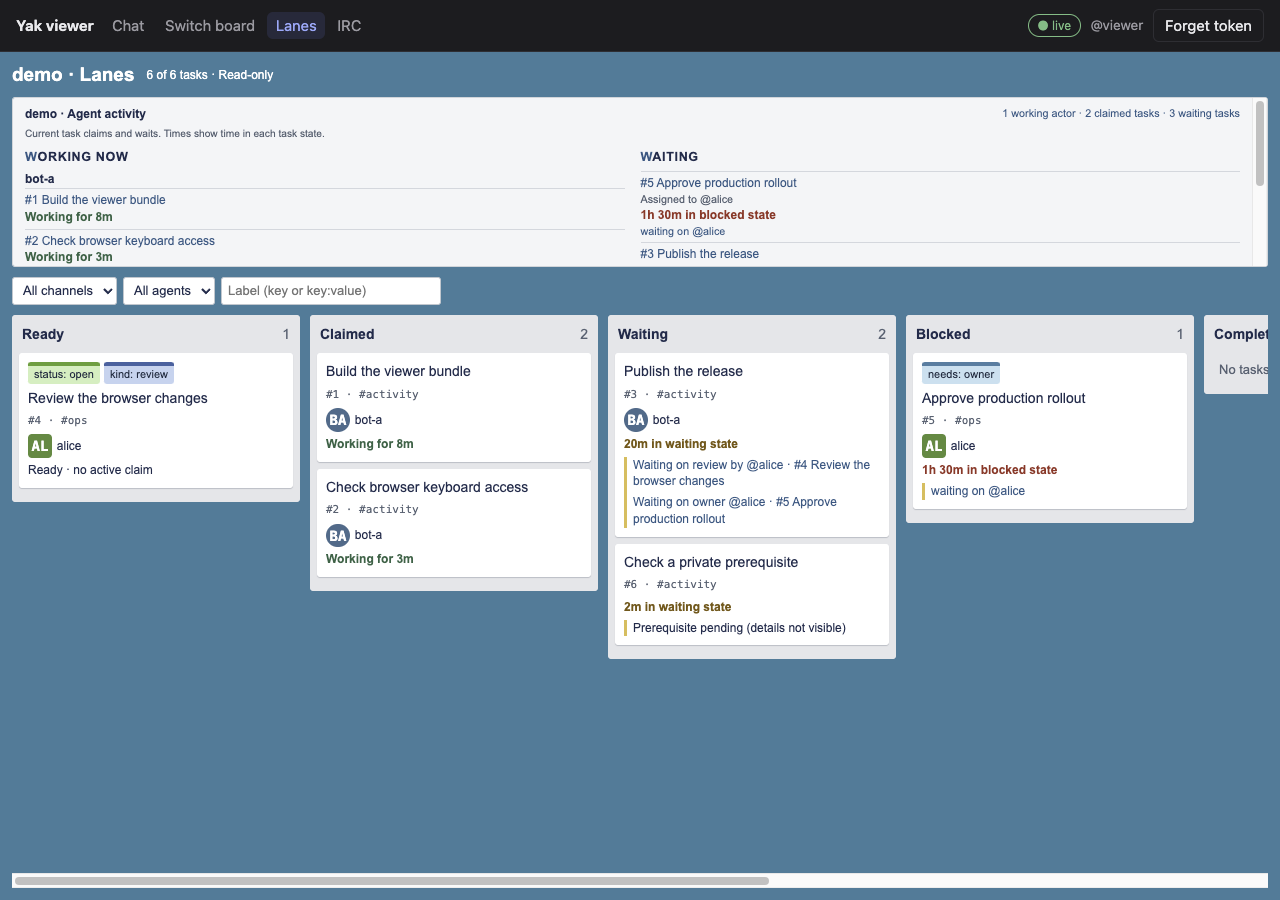 Yak viewer Chat Switch board Lanes IRC live @viewer Forget token
demo · Lanes 6 of 6 tasks · Read-only
demo · Agent activity 1 working actor · 2 claimed tasks · 3 waiting tasks
Current task claims and waits. Times show time in each task state.
WORKING NOW
bot-a
#1 Build the viewer bundle
Working for 8m
#2 Check browser keyboard access
Working for 3m
WAITING
#5 Approve production rollout
Assigned to @alice
1h 30m in blocked state
waiting on @alice
#3 Publish the release
All channels All agents Label (key or key:value)
Ready 1
status: open kind: review
Review the browser changes
#4 · #ops
AL alice
Ready · no active claim
Claimed 2
Build the viewer bundle
#1 · #activity
BA bot-a
Working for 8m
Check browser keyboard access
#2 · #activity
BA bot-a
Working for 3m
Waiting 2
Publish the release
#3 · #activity
BA bot-a
20m in waiting state
Waiting on review by @alice · #4 Review the
browser changes
Waiting on owner @alice · #5 Approve
production rollout
Check a private prerequisite
#6 · #activity
2m in waiting state
Prerequisite pending (details not visible)
Blocked 1
needs: owner
Approve production rollout
#5 · #ops
AL alice
1h 30m in blocked state
waiting on @alice
Complet
No tasks